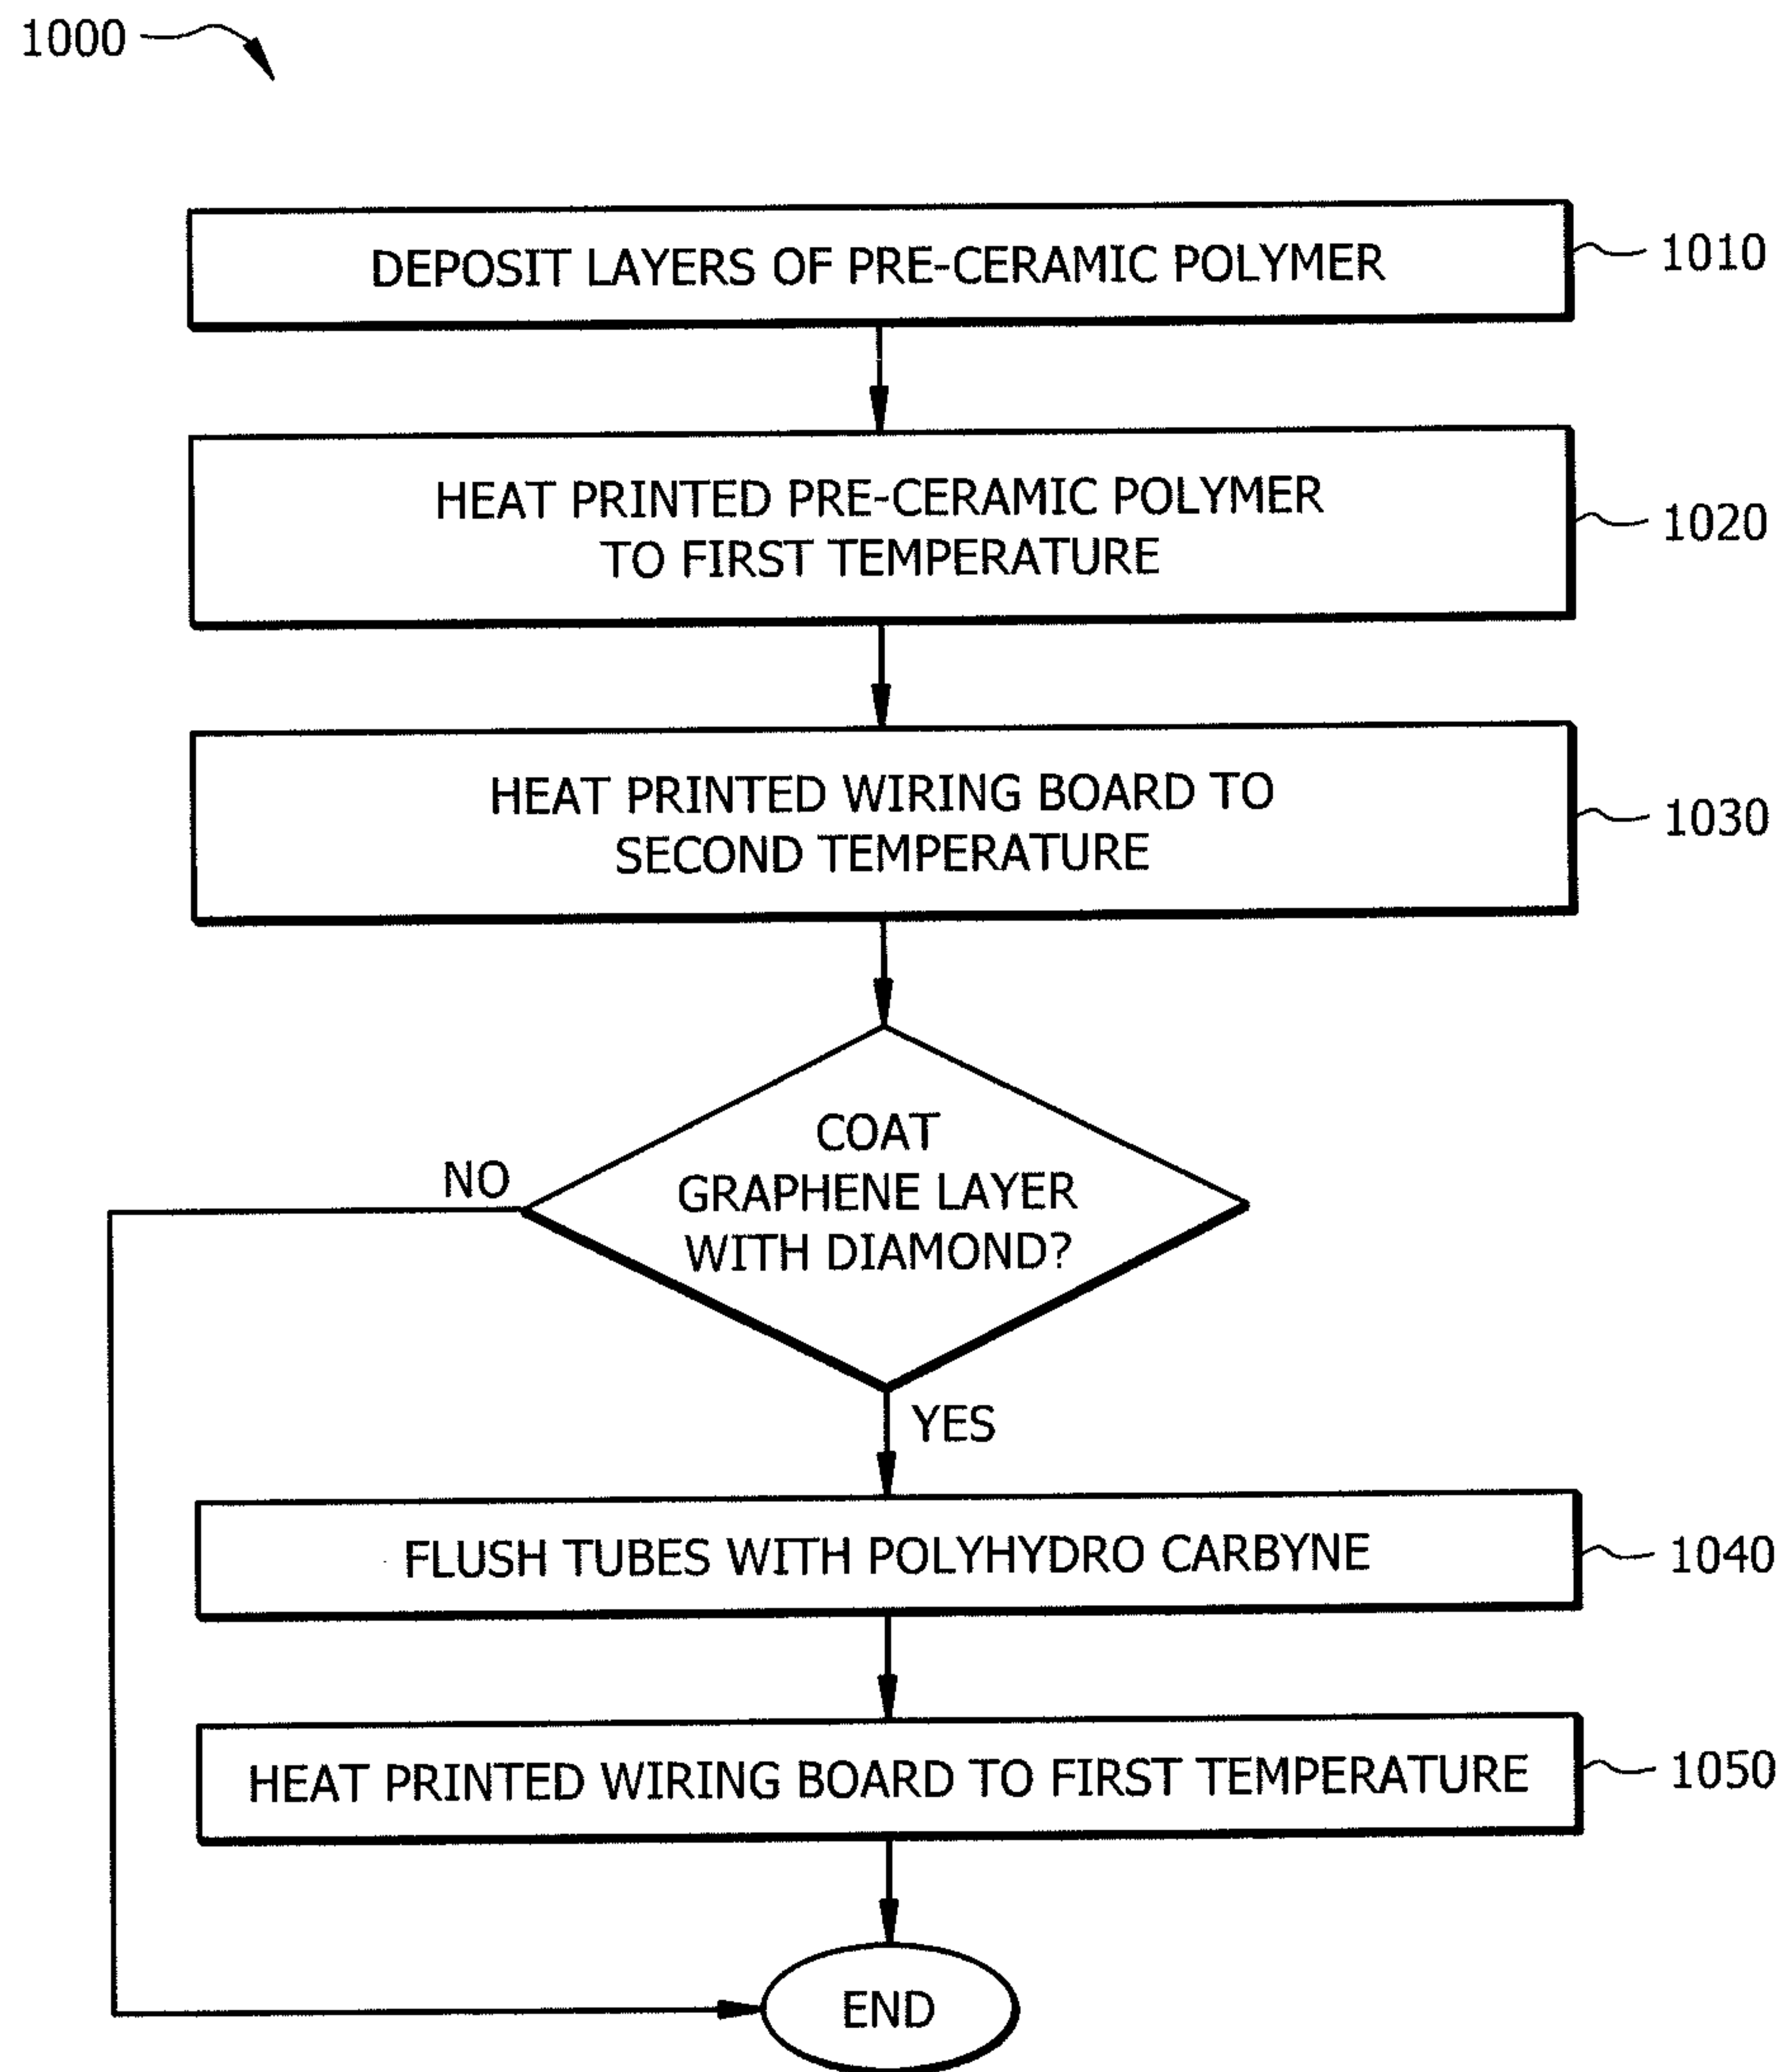 1000
DEPOSIT LAYERS OF PRE-CERAMIC POLYMER
1010
HEAT PRINTED PRE-CERAMIC POLYMER
TO FIRST TEMPERATURE
1020
HEAT PRINTED WIRING BOARD TO
SECOND TEMPERATURE
1030
COAT
GRAPHENE LAYER
WITH DIAMOND?
NO
YES
FLUSH TUBES WITH POLYHYDRO CARBYNE
1040
HEAT PRINTED WIRING BOARD TO FIRST TEMPERATURE
1050
END